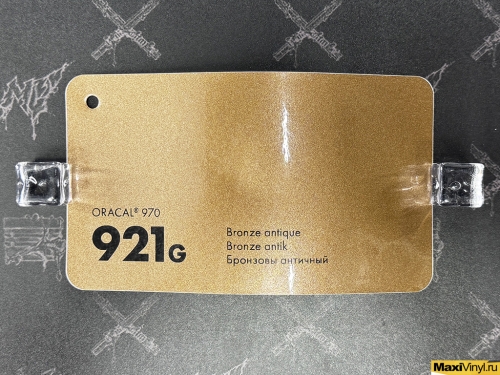 ORACAL® 970
921G
Bronze antique
Bronze antik
Бронзовы античный
MaxiVinyl.ru